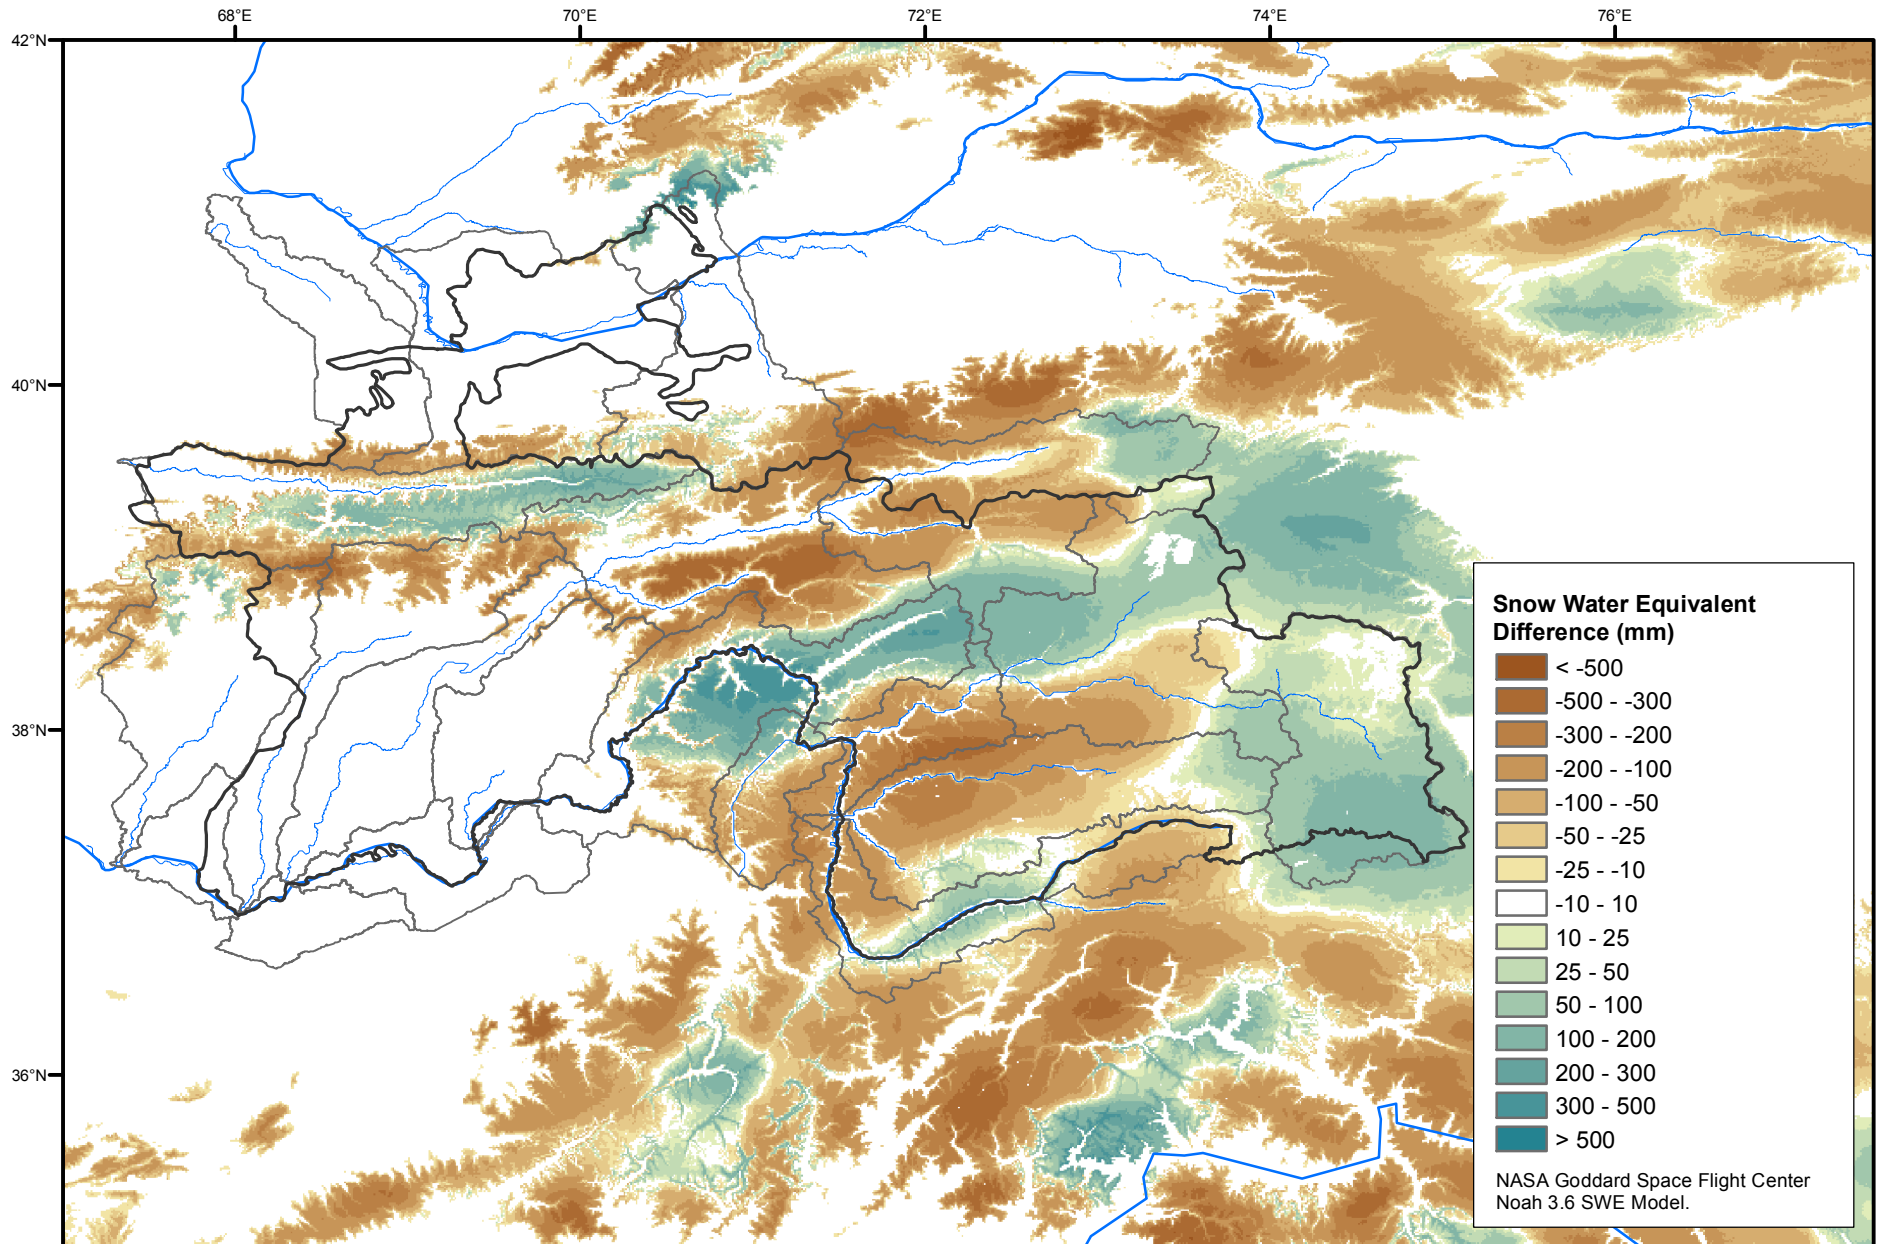 68°E 70°E 72°E 74°E 76°E
42°N
40°N
38°N
36°N
Snow Water Equivalent
Difference (mm)
< -500
-500 - -300
-300 - -200
-200 - -100
-100 - -50
-50 - -25
-25 - -10
-10 - 10
10 - 25
25 - 50
50 - 100
100 - 200
200 - 300
300 - 500
> 500
NASA Goddard Space Flight Center
Noah 3.6 SWE Model.